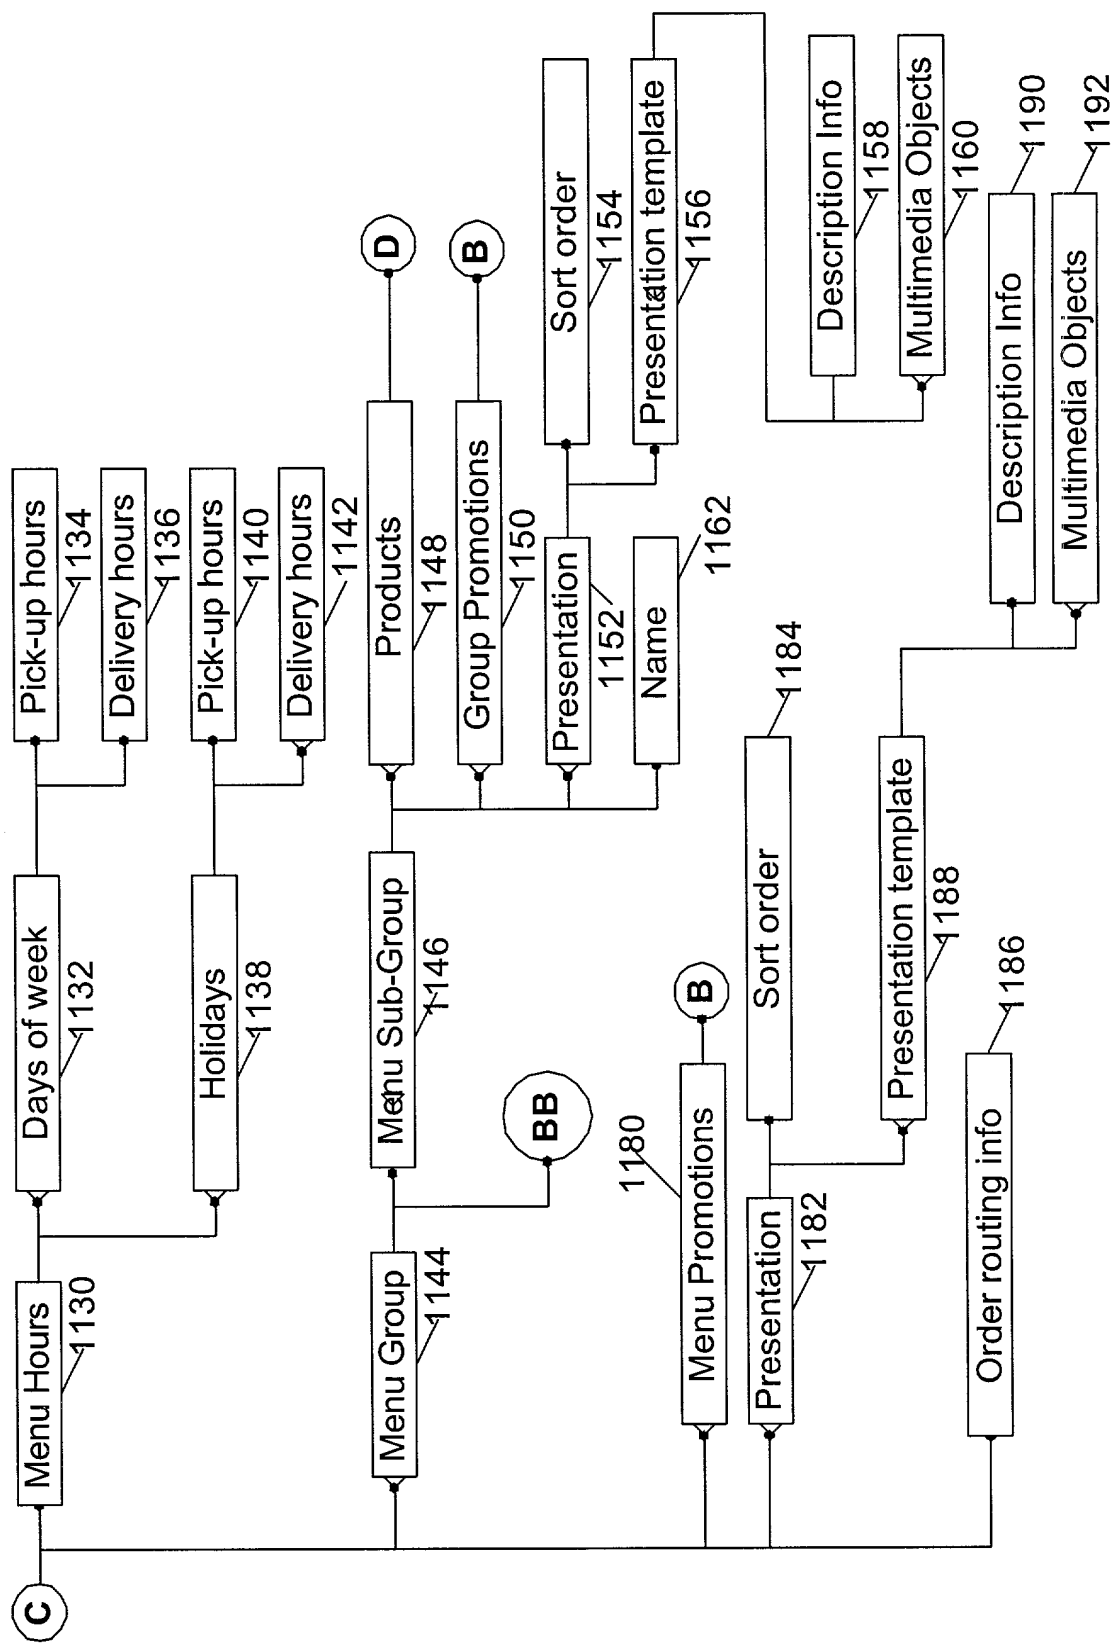 C
Menu Hours
1130
Days of week
1132
Pick-up hours
1134
Delivery hours
1136
Holidays
1138
Pick-up hours
1140
Delivery hours
1142
Menu Group
1144
Menu Sub-Group
1146
Products
1148
D
Group Promotions
1150
B
Presentation
1152
Sort order
1154
Presentation template
1156
Description Info
1158
Multimedia Objects
1160
Name
1162
BB
Menu Promotions
1180
B
Presentation
1182
Sort order
1184
Presentation template
1188
Description Info
1190
Multimedia Objects
1192
Order routing info
1186